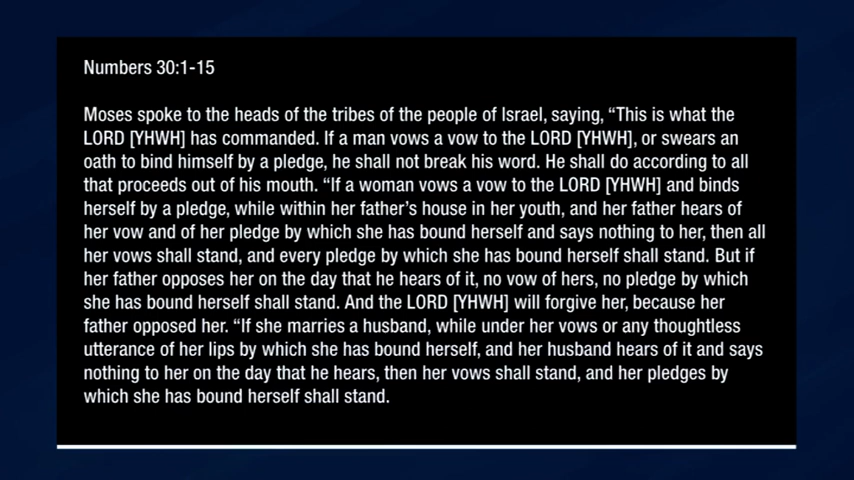 Numbers 30:1-15
Moses spoke to the heads of the tribes of the people of Israel, saying, “This is what the
LORD [YHWH] has commanded. If a man vows a vow to the LORD [YHWH], or swears an
oath to bind himself by a pledge, he shall not break his word. He shall do according to all
that proceeds out of his mouth. “If a woman vows a vow to the LORD [YHWH] and binds
herself by a pledge, while within her father’s house in her youth, and her father hears of
her vow and of her pledge by which she has bound herself and says nothing to her, then all
her vows shall stand, and every pledge by which she has bound herself shall stand. But if
her father opposes her on the day that he hears of it, no vow of hers, no pledge by which
she has bound herself shall stand. And the LORD [YHWH] will forgive her, because her
father opposed her. “If she marries a husband, while under her vows or any thoughtless
utterance of her lips by which she has bound herself, and her husband hears of it and says
nothing to her on the day that he hears, then her vows shall stand, and her pledges by
which she has bound herself shall stand.